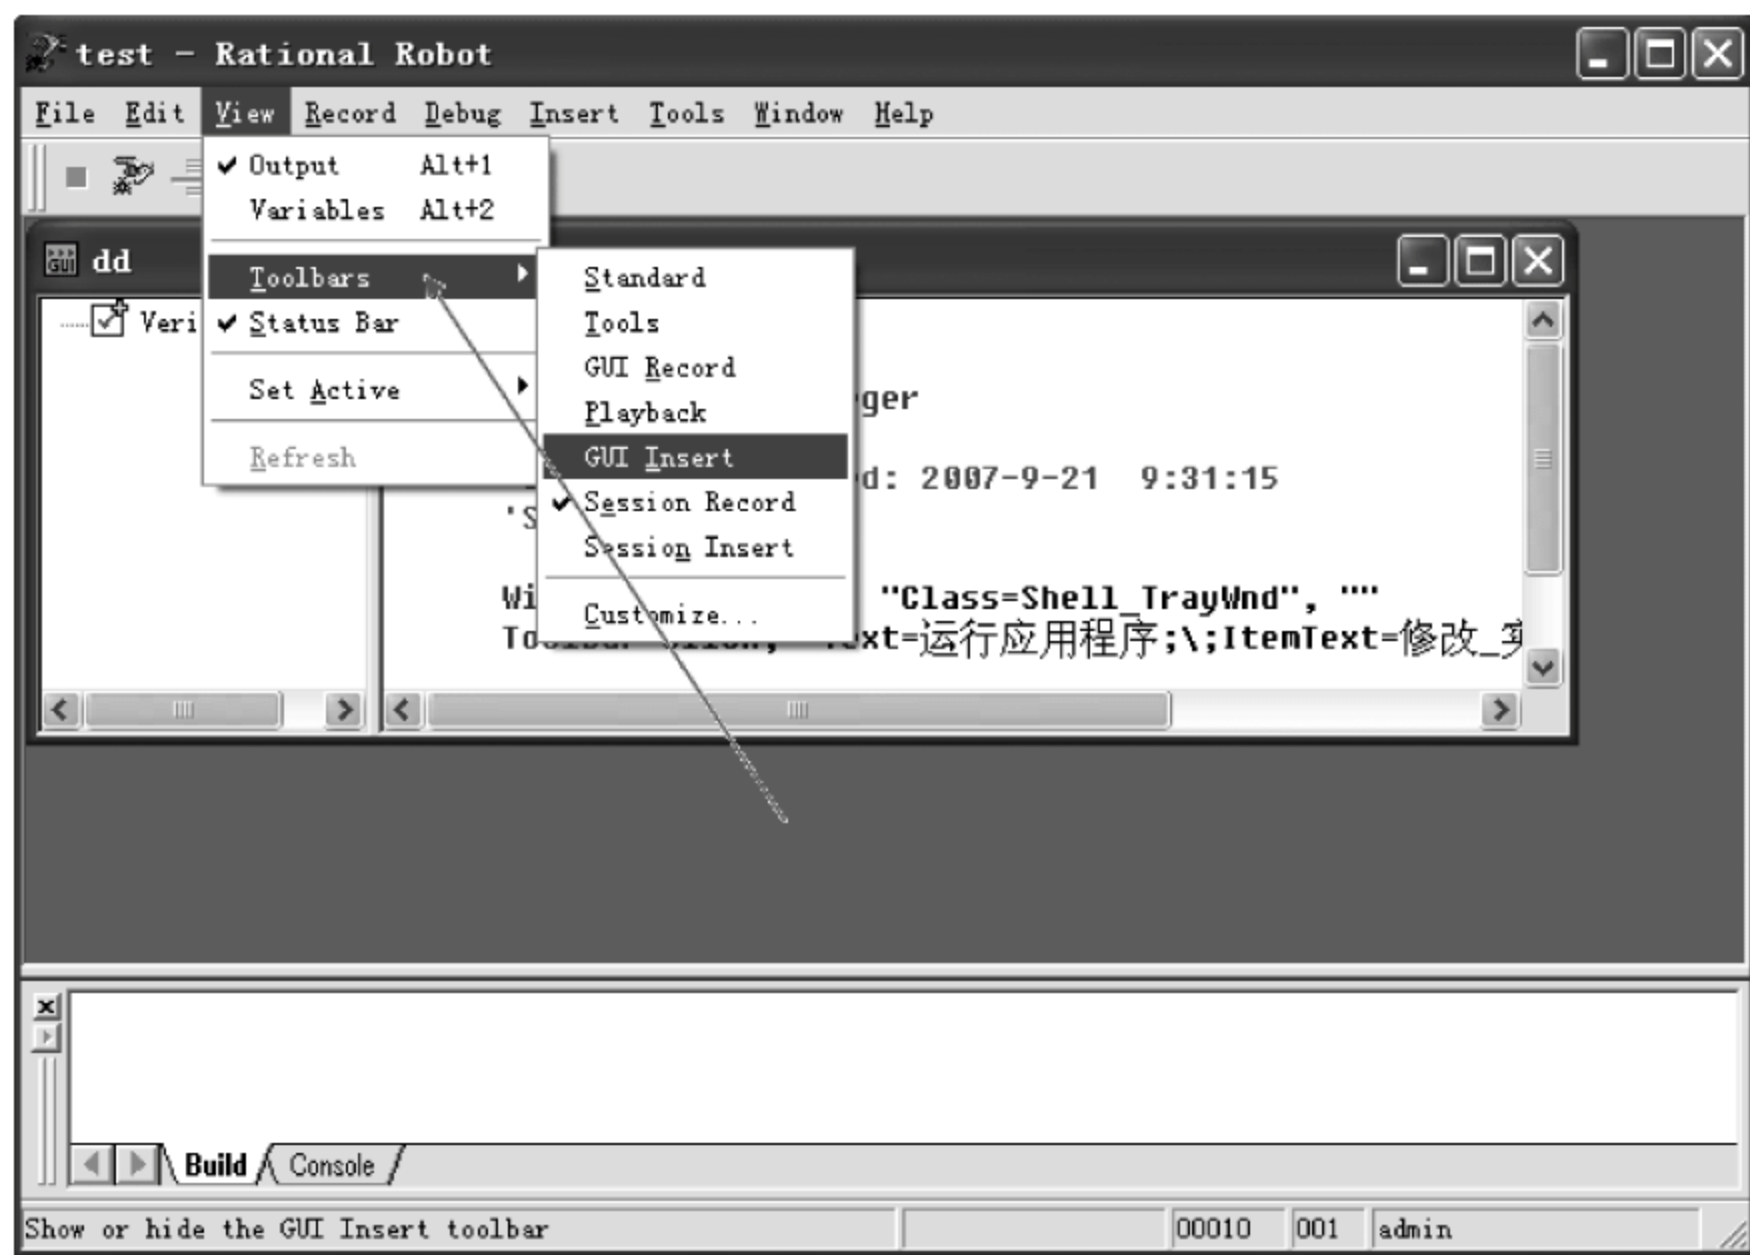 test - Rational Robot
File Edit View Record Debug Insert Tools Window Help
Output Alt+1
Variables Alt+2
Toolbars
Status Bar
Set Active
Refresh
Standard
Tools
GUI Record
Playback
GUI Insert
Session Record
Session Insert
Customize...
GUI dd
Veri
ger
d: 2007-9-21 9:31:15
'S
Wi "Class=Shell_TrayWnd", ""
xt=运行应用程序;\;ItemText=修改_
Build Console
Show or hide the GUI Insert toolbar 00010 001 admin